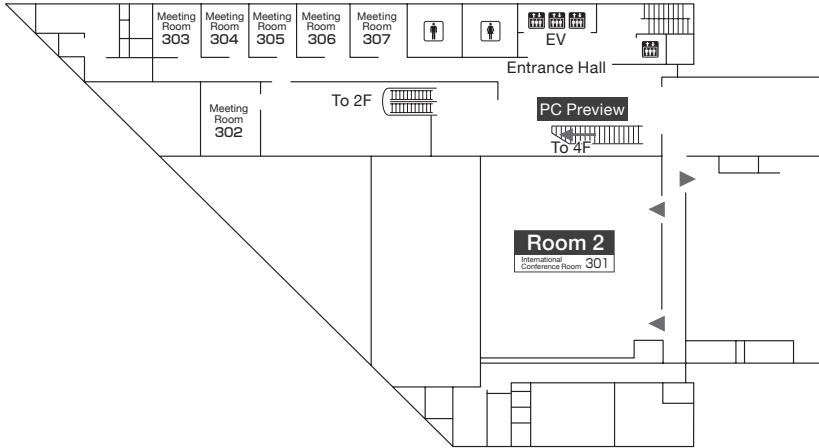 Meeting
Room
303
Meeting
Room
304
Meeting
Room
305
Meeting
Room
306
Meeting
Room
307
EV
Entrance Hall
Meeting
Room
302
To 2F
PC Preview
To 4F
Room 2
International
Conference Room 301